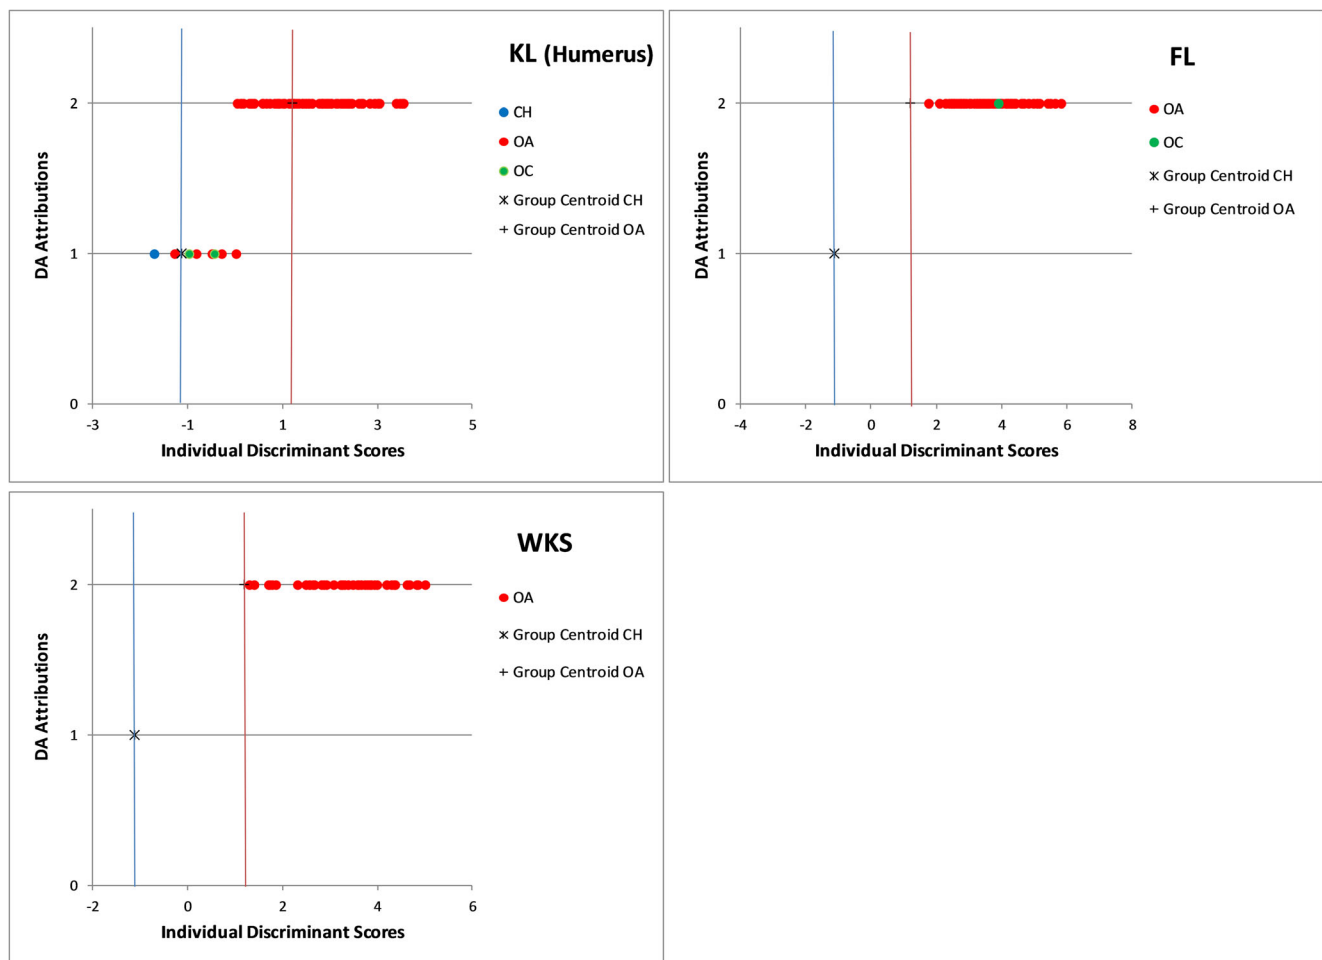 KL (Humerus)
CH
OA
OC
Group Centroid CH
Group Centroid OA
DA Attributions
2
1
0
-3
-1
1
3
5
Individual Discriminant Scores
FL
OA
OC
Group Centroid CH
Group Centroid OA
DA Attributions
2
1
0
-4
-2
0
2
4
6
8
Individual Discriminant Scores
WKS
OA
Group Centroid CH
Group Centroid OA
DA Attributions
2
1
0
-2
0
2
4
6
Individual Discriminant Scores